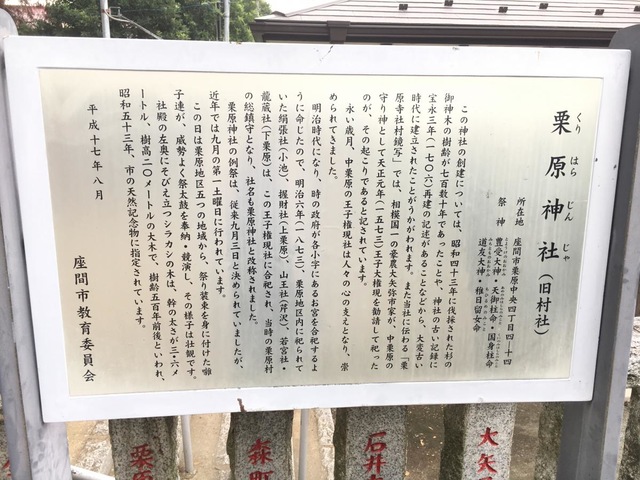 栗原神社(旧村社)
くり はら じん じゃ
所在地 座間市栗原中央四丁目四―十四
祭神 豊受大神・天御柱命・国身柱命
道友大神・稚日留女命
この神社の創建については、昭和四十三年に伐採された杉の
御神木の樹齢が七百数十年であったことや、神社の古い記録に
宝永三年(一七〇六)再建の記述があることなどから、大変古い
時代に建立されたことがうかがわれます。また当社に伝わる「栗
原寺社村鏡写」では、相模国一の豪農大矢弥市家が、中栗原の
守り神として天正元年(一五七三)王子大権現を勧請して祀った
のが、その起こりであると記されています。
永い歳月、中栗原の王子権現社は人々の心の支えとなり、崇
められてきました。
明治時代になり、時の政府が各小字にあるお宮を合祀するよ
うに命じたので、明治六年(一八七三)、栗原地区内に祀られて
いた絹張社(小池)、握財社(上栗原)、山王社(芹沢)、若宮社・
龍蔵社(下栗原)は、この王子権現社に合祀され、当時の栗原村
の総鎮守となり、社名も栗原神社と改称されました。
栗原神社の例祭は、従来九月三日と決められていましたが、
近年では九月の第一土曜日に行われています。
この日は栗原地区五つの地域から、祭り装束を身に付けた囃
子連が、威勢よく祭太鼓を奉納・競演し、その様子は壮観です。
社殿の左奥にそびえ立つシラカシの木は、幹の太さが三・六メ
ートル、樹高二〇メートルの大木で、樹齢五百年前後といわれ、
昭和五十三年、市の天然記念物に指定されています。
平成十七年八月
座間市教育委員会
大矢
石井
森町
栗原